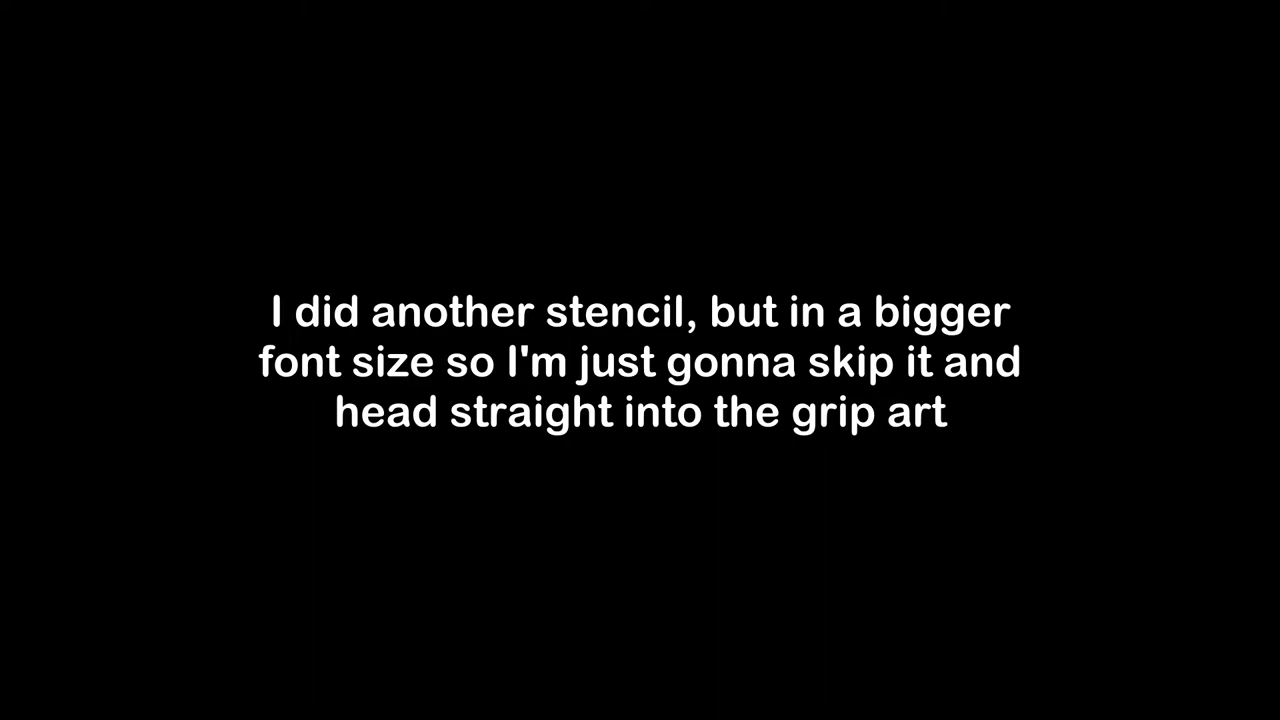 I did another stencil, but in a bigger
font size so I'm just gonna skip it and
head straight into the grip art